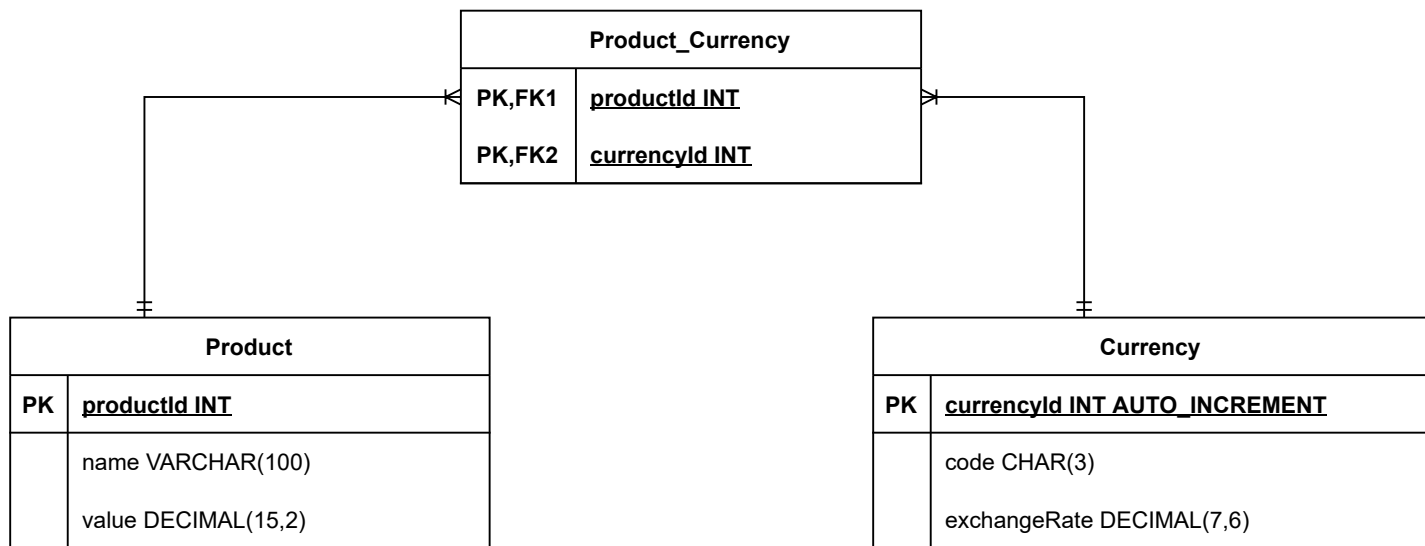 Product_Currency
PK,FK1 productId INT
PK,FK2 currencyId INT
Product
PK productId INT
name VARCHAR(100)
value DECIMAL(15,2)
Currency
PK currencyId INT AUTO_INCREMENT
code CHAR(3)
exchangeRate DECIMAL(7,6)